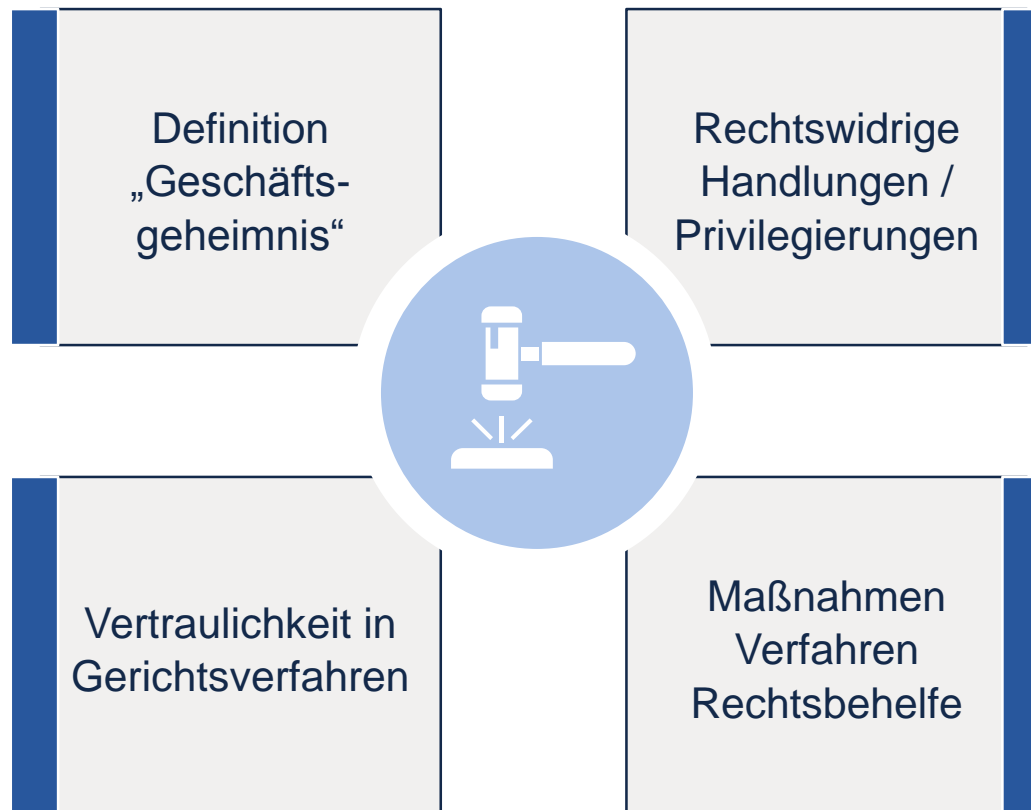 Definition
„Geschäfts-
geheimnis“
Rechtswidrige
Handlungen /
Privilegierungen
Vertraulichkeit in
Gerichtsverfahren
Maßnahmen
Verfahren
Rechtsbehelfe